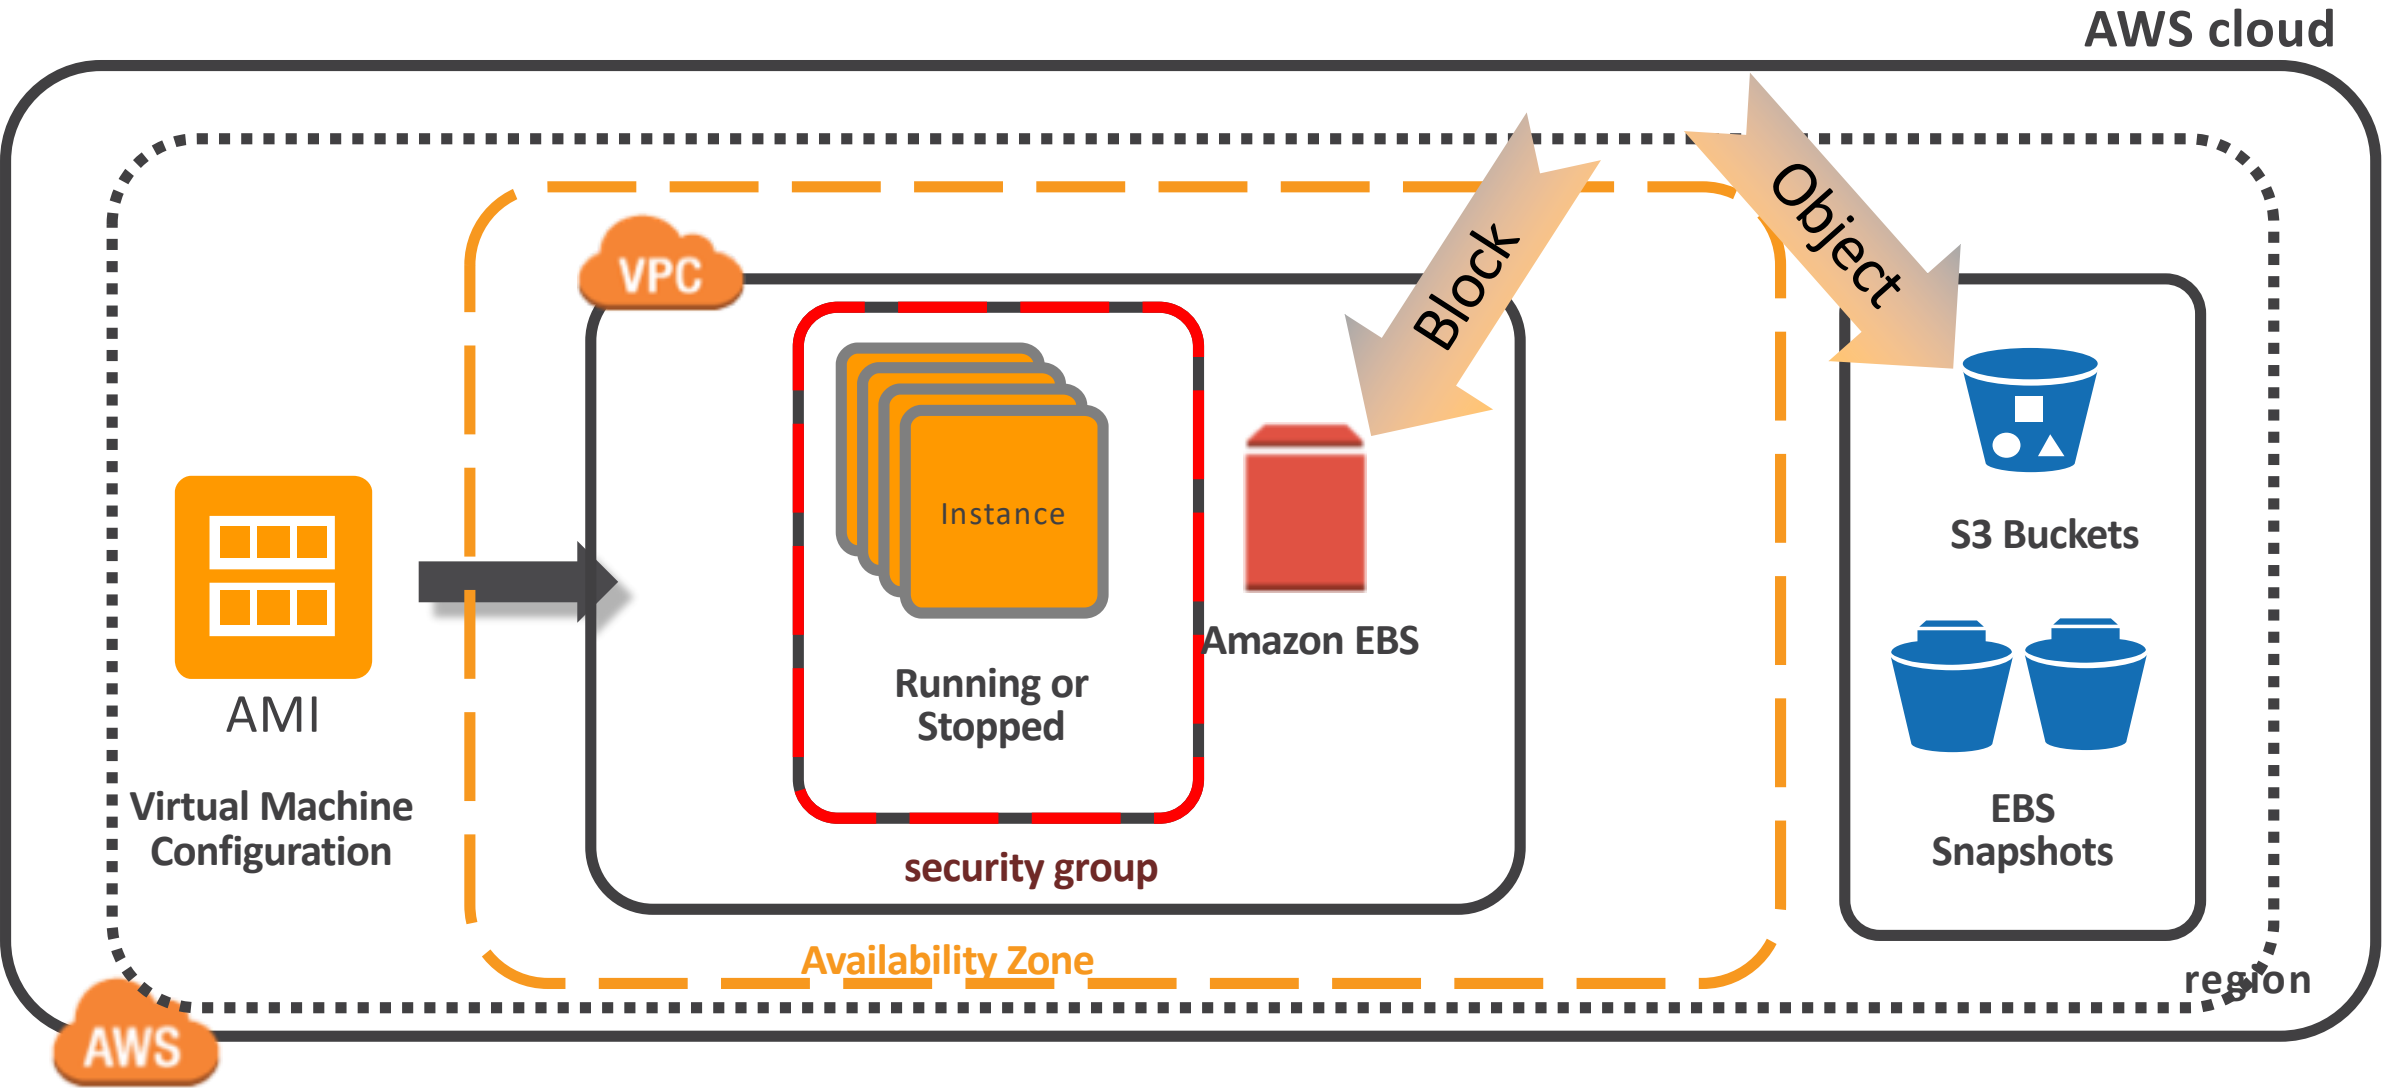 AWS cloud
Block
Object
VPC
Instance
Running or
Stopped
security group
Amazon EBS
S3 Buckets
EBS
Snapshots
AMI
Virtual Machine
Configuration
Availability Zone
region
AWS